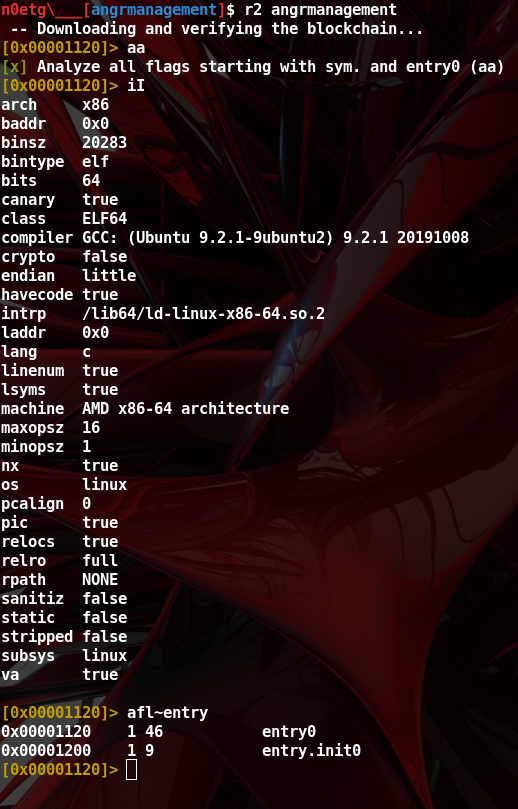 n0etg\___[angrmanagement]$ r2 angrmanagement
-- Downloading and verifying the blockchain...
[0x00001120]> aa
[x] Analyze all flags starting with sym. and entry0 (aa)
[0x00001120]> iI
arch     x86
baddr    0x0
binsz    20283
bintype  elf
bits     64
canary   true
class    ELF64
compiler GCC: (Ubuntu 9.2.1-9ubuntu2) 9.2.1 20191008
crypto   false
endian   little
havecode true
intrp    /lib64/ld-linux-x86-64.so.2
laddr    0x0
lang     c
linenum  true
lsyms    true
machine  AMD x86-64 architecture
maxopsz  16
minopsz  1
nx       true
os       linux
pcalign  0
pic      true
relocs   true
relro    full
rpath    NONE
sanitiz  false
static   false
stripped false
subsys   linux
va       true
[0x00001120]> afl~entry
0x00001120    1 46           entry0
0x00001200    1 9            entry.init0
[0x00001120]>